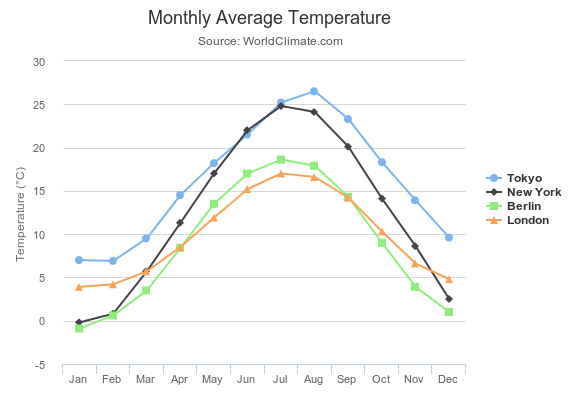 Monthly Average Temperature
Source: WorldClimate.com
Temperature (°C)
30
25
20
15
10
5
0
-5
Jan Feb Mar Apr May Jun Jul Aug Sep Oct Nov Dec
Tokyo
New York
Berlin
London